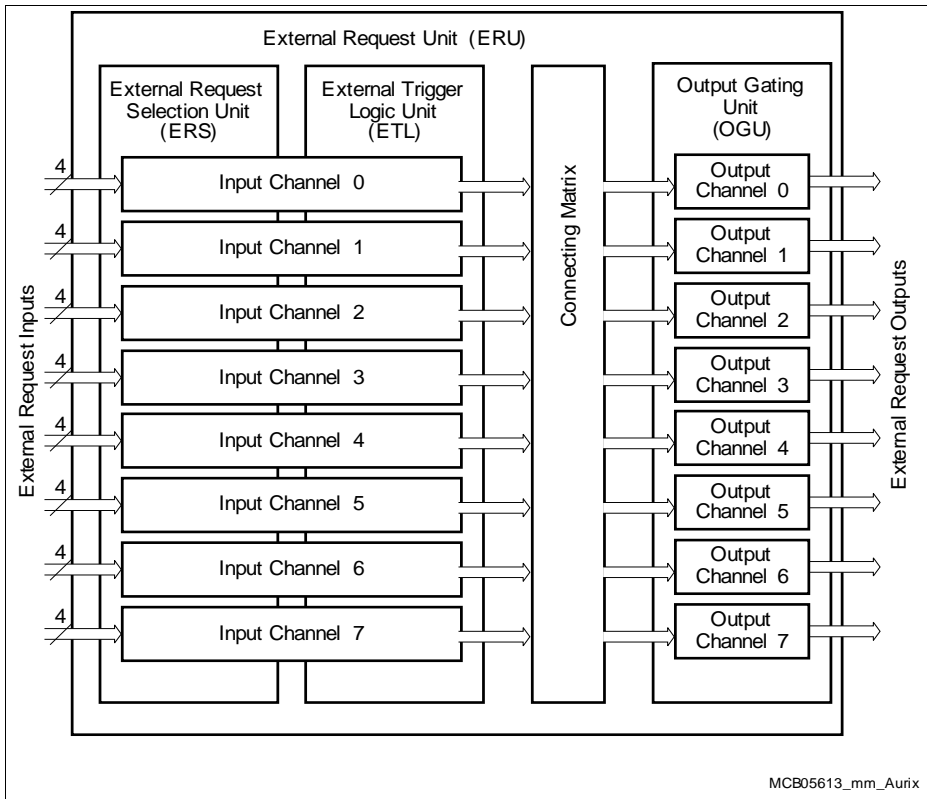 External Request Unit (ERU)
External Request
Selection Unit
(ERS)
External Trigger
Logic Unit
(ETL)
Connecting Matrix
Output Gating
Unit
(OGU)
External Request Inputs
4
Input Channel 0
Output
Channel 0
4
Input Channel 1
Output
Channel 1
4
Input Channel 2
Output
Channel 2
4
Input Channel 3
Output
Channel 3
4
Input Channel 4
Output
Channel 4
4
Input Channel 5
Output
Channel 5
4
Input Channel 6
Output
Channel 6
4
Input Channel 7
Output
Channel 7
External Request Outputs
MCB05613_mm_Aurix